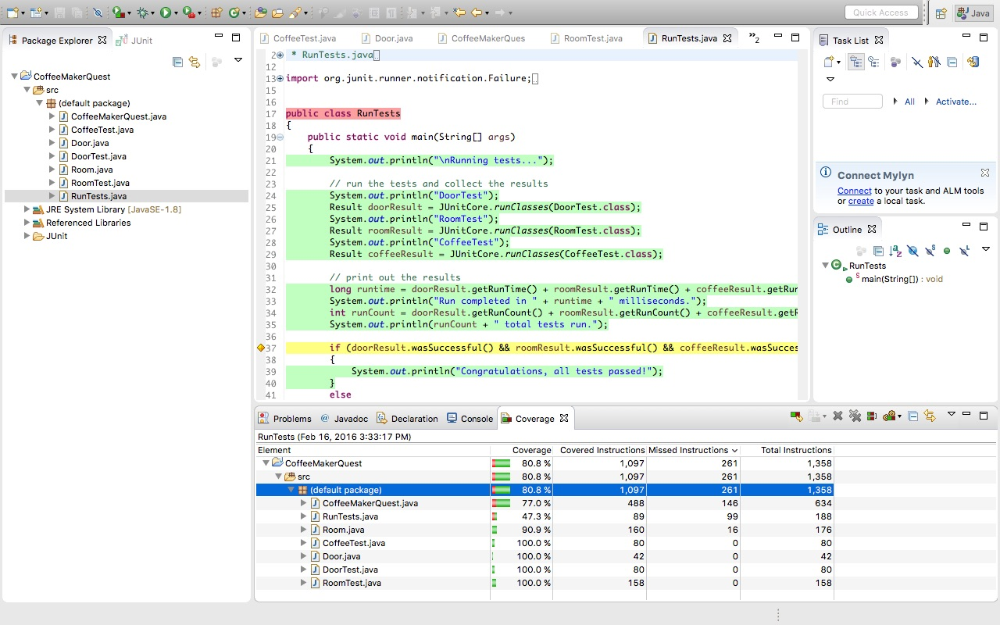 Quick Access
Java
Package Explorer
JUnit
CoffeeMakerQuest
src
(default package)
CoffeeMakerQuest.java
CoffeeTest.java
Door.java
DoorTest.java
Room.java
RoomTest.java
RunTests.java
JRE System Library [JavaSE-1.8]
Referenced Libraries
JUnit
CoffeeTest.java Door.java CoffeeMakerQues RoomTest.java RunTests.java »2
2 * RunTests.java
12
13 import org.junit.runner.notification.Failure;
15
16
17 public class RunTests
18 {
19 public static void main(String[] args)
20 {
21 System.out.println("\nRunning tests...");
22
23 // run the tests and collect the results
24 System.out.println("DoorTest");
25 Result doorResult = JUnitCore.runClasses(DoorTest.class);
26 System.out.println("RoomTest");
27 Result roomResult = JUnitCore.runClasses(RoomTest.class);
28 System.out.println("CoffeeTest");
29 Result coffeeResult = JUnitCore.runClasses(CoffeeTest.class);
30
31 // print out the results
32 long runtime = doorResult.getRunTime() + roomResult.getRunTime() + coffeeResult.getRun
33 System.out.println("Run completed in " + runtime + " milliseconds.");
34 int runCount = doorResult.getRunCount() + roomResult.getRunCount() + coffeeResult.getR
35 System.out.println(runCount + " total tests run.");
36
37 if (doorResult.wasSuccessful() && roomResult.wasSuccessful() && coffeeResult.wasSucces
38 {
39 System.out.println("Congratulations, all tests passed!");
40 }
41 else
Task List
Find All Activate...
Connect Mylyn
Connect to your task and ALM tools
or create a local task.
Outline
RunTests
main(String[]) : void
Problems @ Javadoc Declaration Console Coverage
RunTests (Feb 16, 2016 3:33:17 PM)
Element Coverage Covered Instructions Missed Instructions Total Instructions
CoffeeMakerQuest 80.8 % 1,097 261 1,358
src 80.8 % 1,097 261 1,358
(default package) 80.8 % 1,097 261 1,358
CoffeeMakerQuest.java 77.0 % 488 146 634
RunTests.java 47.3 % 89 99 188
Room.java 90.9 % 160 16 176
CoffeeTest.java 100.0 % 80 0 80
Door.java 100.0 % 42 0 42
DoorTest.java 100.0 % 80 0 80
RoomTest.java 100.0 % 158 0 158